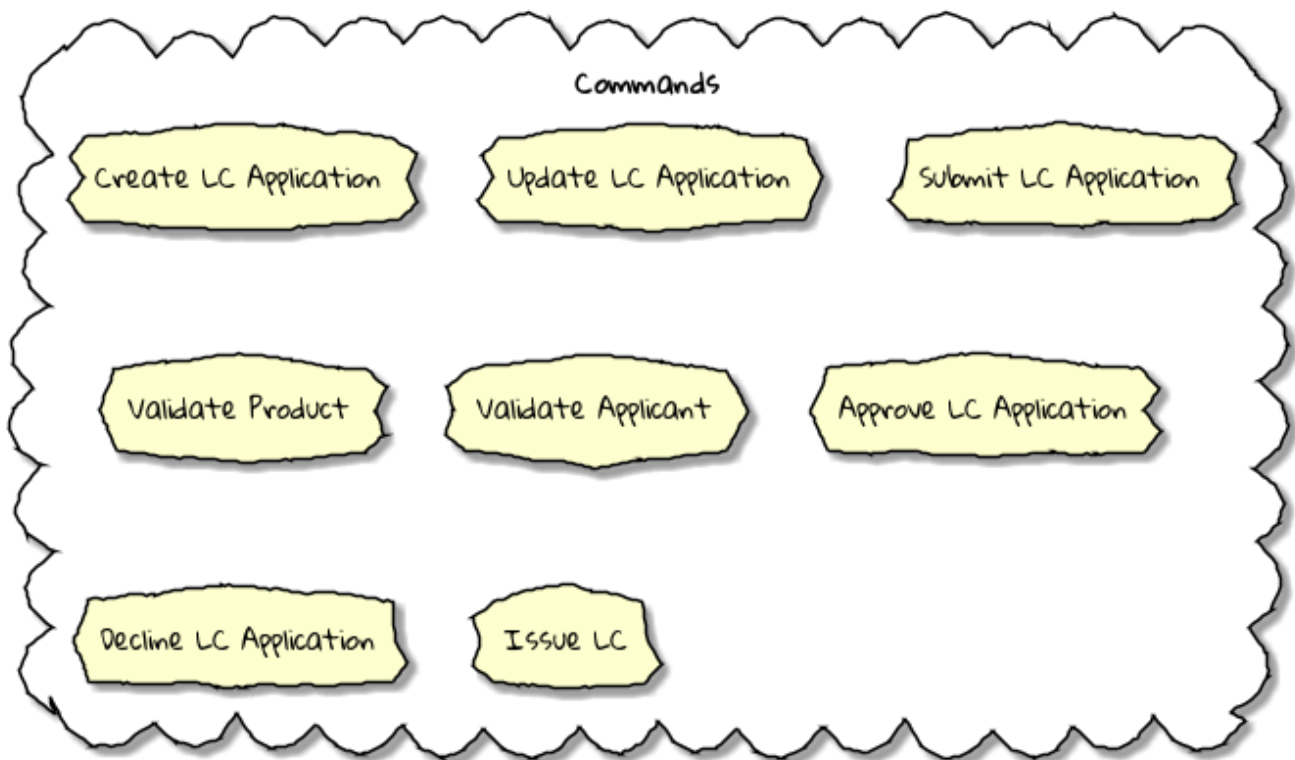 Commands
Create LC Application
Update LC Application
Submit LC Application
Validate Product
Validate Applicant
Approve LC Application
Decline LC Application
Issue LC